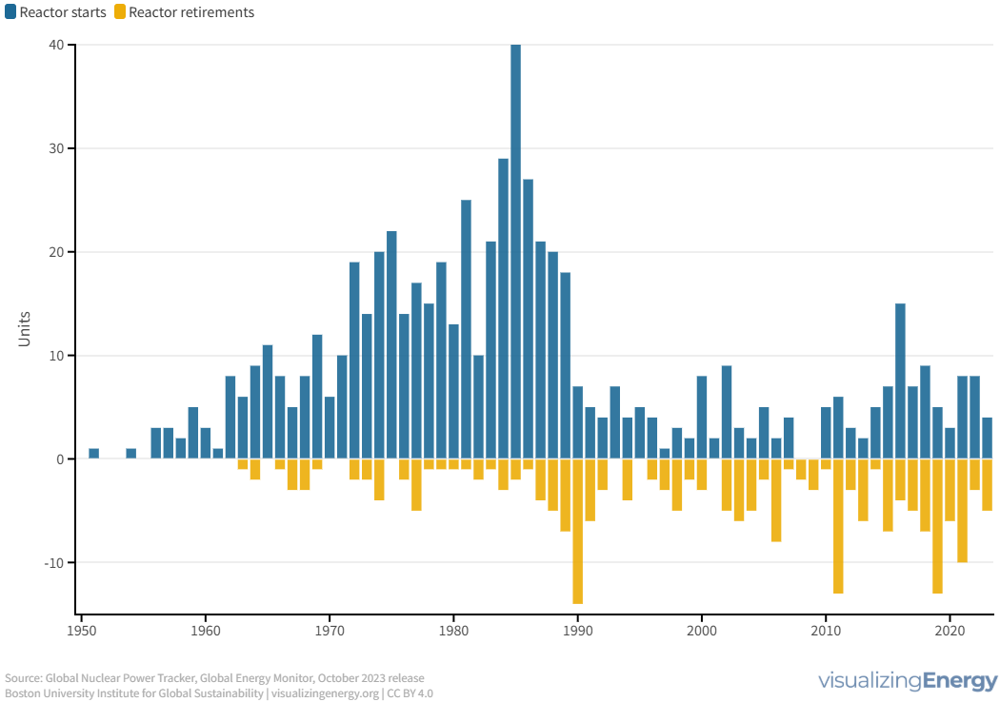 Reactor starts Reactor retirements
40
30
20
10
0
-10
Units
1950 1960 1970 1980 1990 2000 2010 2020
Source: Global Nuclear Power Tracker, Global Energy Monitor, October 2023 release
Boston University Institute for Global Sustainability | visualizingenergy.org | CC BY 4.0
visualizingEnergy